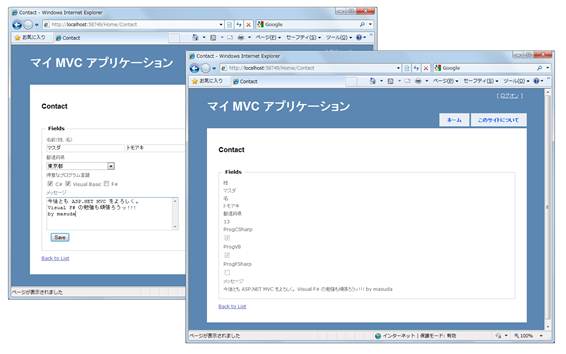 Contact - Windows Internet Explorer
http://localhost:58749/Home/Contact
Google
お気に入り
Contact
ページ(P)
セーフティ(S)
ツール(O)
マイ MVC アプリケーション
Contact
Fields
名前(姓、名)
マスダ
トモアキ
都道府県
東京都
得意なプログラム言語
C#
Visual Basic
F#
メッセージ
今後とも ASP.NET MVC をよろしく。
Visual F# の勉強も頑張ろうっ!!!
by masuda
Save
Back to List
ページが表示されました
Contact - Windows Internet Explorer
http://localhost:58749/Home/Contact
Google
お気に入り
Contact
ページ(P)
セーフティ(S)
ツール(O)
[ログオン]
マイ MVC アプリケーション
ホーム
このサイトについて
Contact
Fields
姓
マスダ
名
トモアキ
都道府県
13
ProgCSharp
ProgVB
ProgFSharp
メッセージ
今後とも ASP.NET MVC をよろしく。 Visual F# の勉強も頑張ろうっ!!! by masuda
Back to List
ページが表示されました
インターネット | 保護モード: 有効
100%